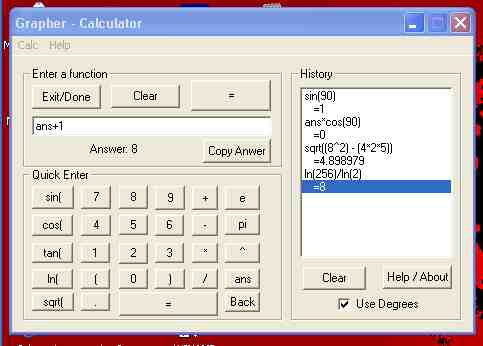 Grapher - Calculator
Calc Help
Enter a function
Exit/Done Clear =
ans+1
Answer: 8 Copy Anwer
Quick Enter
sin( 7 8 9 + e
cos( 4 5 6 - pi
tan( 1 2 3 * ^
ln( ( 0 ) / ans
sqrt( . = Back
History
sin(90)
=1
ans*cos(90)
=0
sqrt((8^2) - (4*2*5))
=4.898979
ln(256)/ln(2)
=8
Clear Help / About
Use Degrees